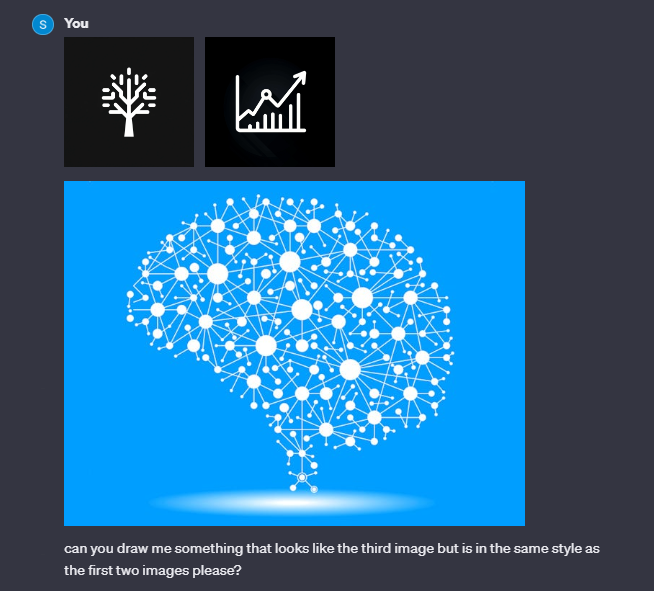 S You
can you draw me something that looks like the third image but is in the same style as
the first two images please?